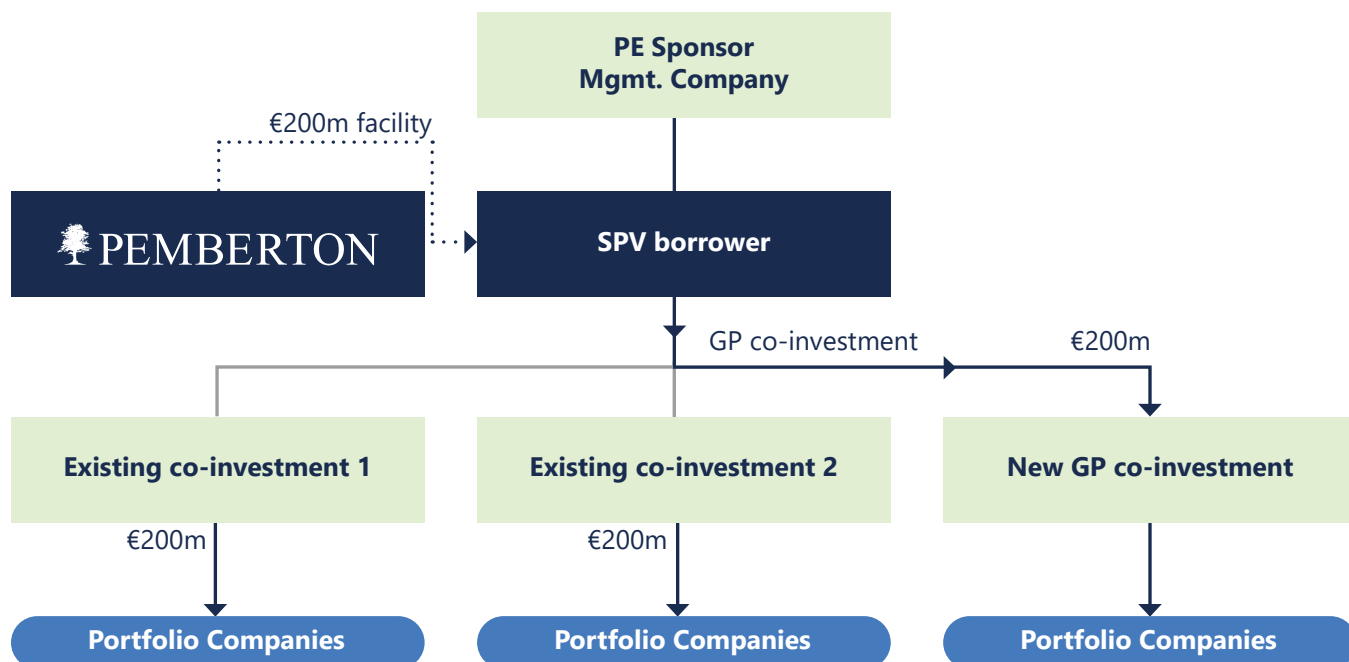 PE Sponsor
Mgmt. Company
€200m facility
PEMBERTON
SPV borrower
GP co-investment
€200m
Existing co-investment 1
Existing co-investment 2
New GP co-investment
€200m
€200m
Portfolio Companies
Portfolio Companies
Portfolio Companies